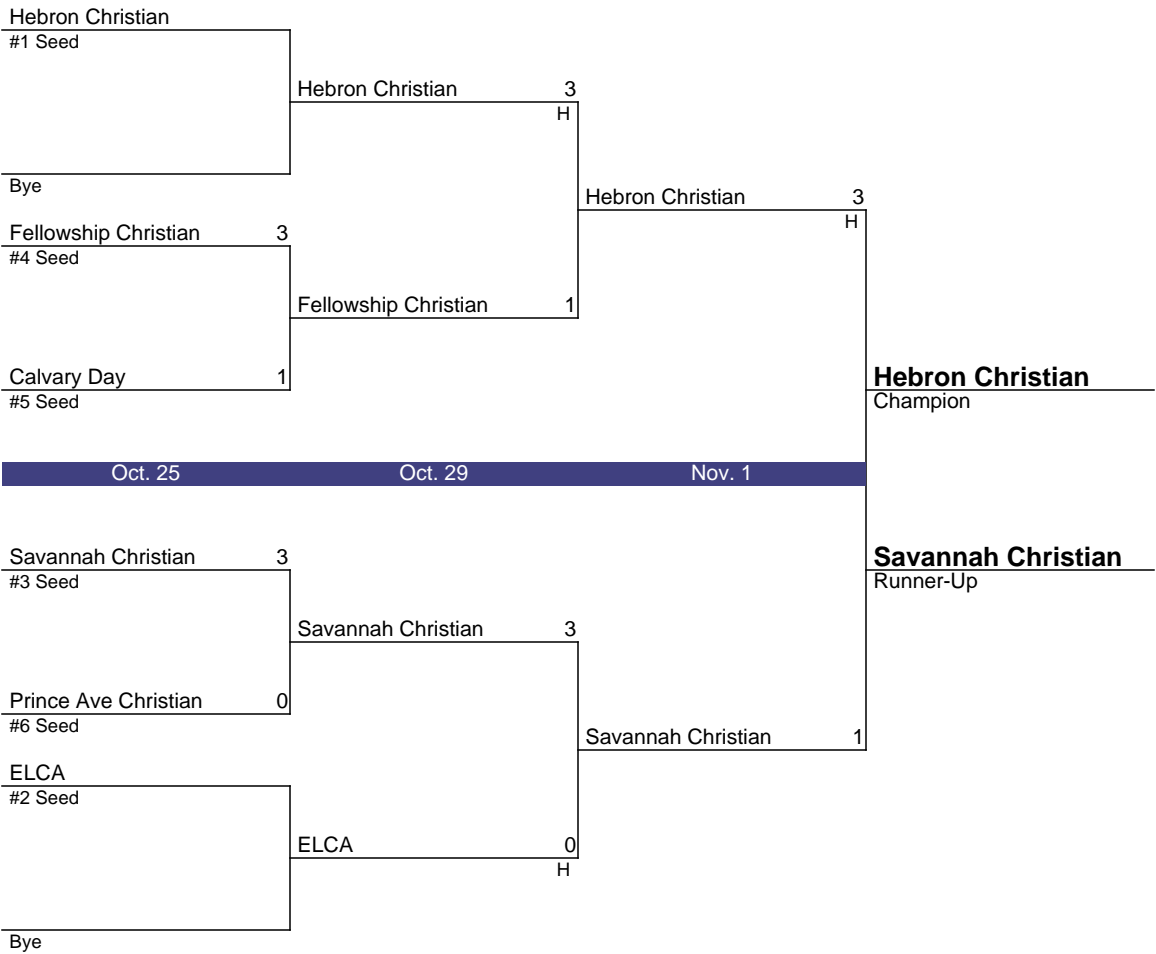 Hebron Christian
#1 Seed
Hebron Christian 3
H
Bye
Hebron Christian 3
H
Fellowship Christian 3
#4 Seed
Fellowship Christian 1
Calvary Day 1
#5 Seed
Hebron Christian
Champion
Oct. 25 Oct. 29 Nov. 1
Savannah Christian 3
#3 Seed
Savannah Christian
Runner-Up
Savannah Christian 3
Prince Ave Christian 0
#6 Seed
Savannah Christian 1
ELCA
#2 Seed
ELCA 0
H
Bye